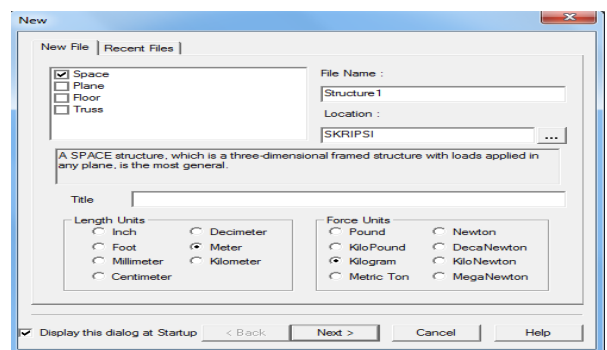 New
New File Recent Files
Space
Plane
Floor
Truss
File Name :
Structure1
Location :
SKRIPSI
...
A SPACE structure, which is a three-dimensional framed structure with loads applied in
any plane, is the most general.
Title
Length Units
Inch Decimeter
Foot Meter
Millimeter Kilometer
Centimeter
Force Units
Pound Newton
KiloPound DecaNewton
Kilogram KiloNewton
Metric Ton MegaNewton
Display this dialog at Startup < Back Next > Cancel Help